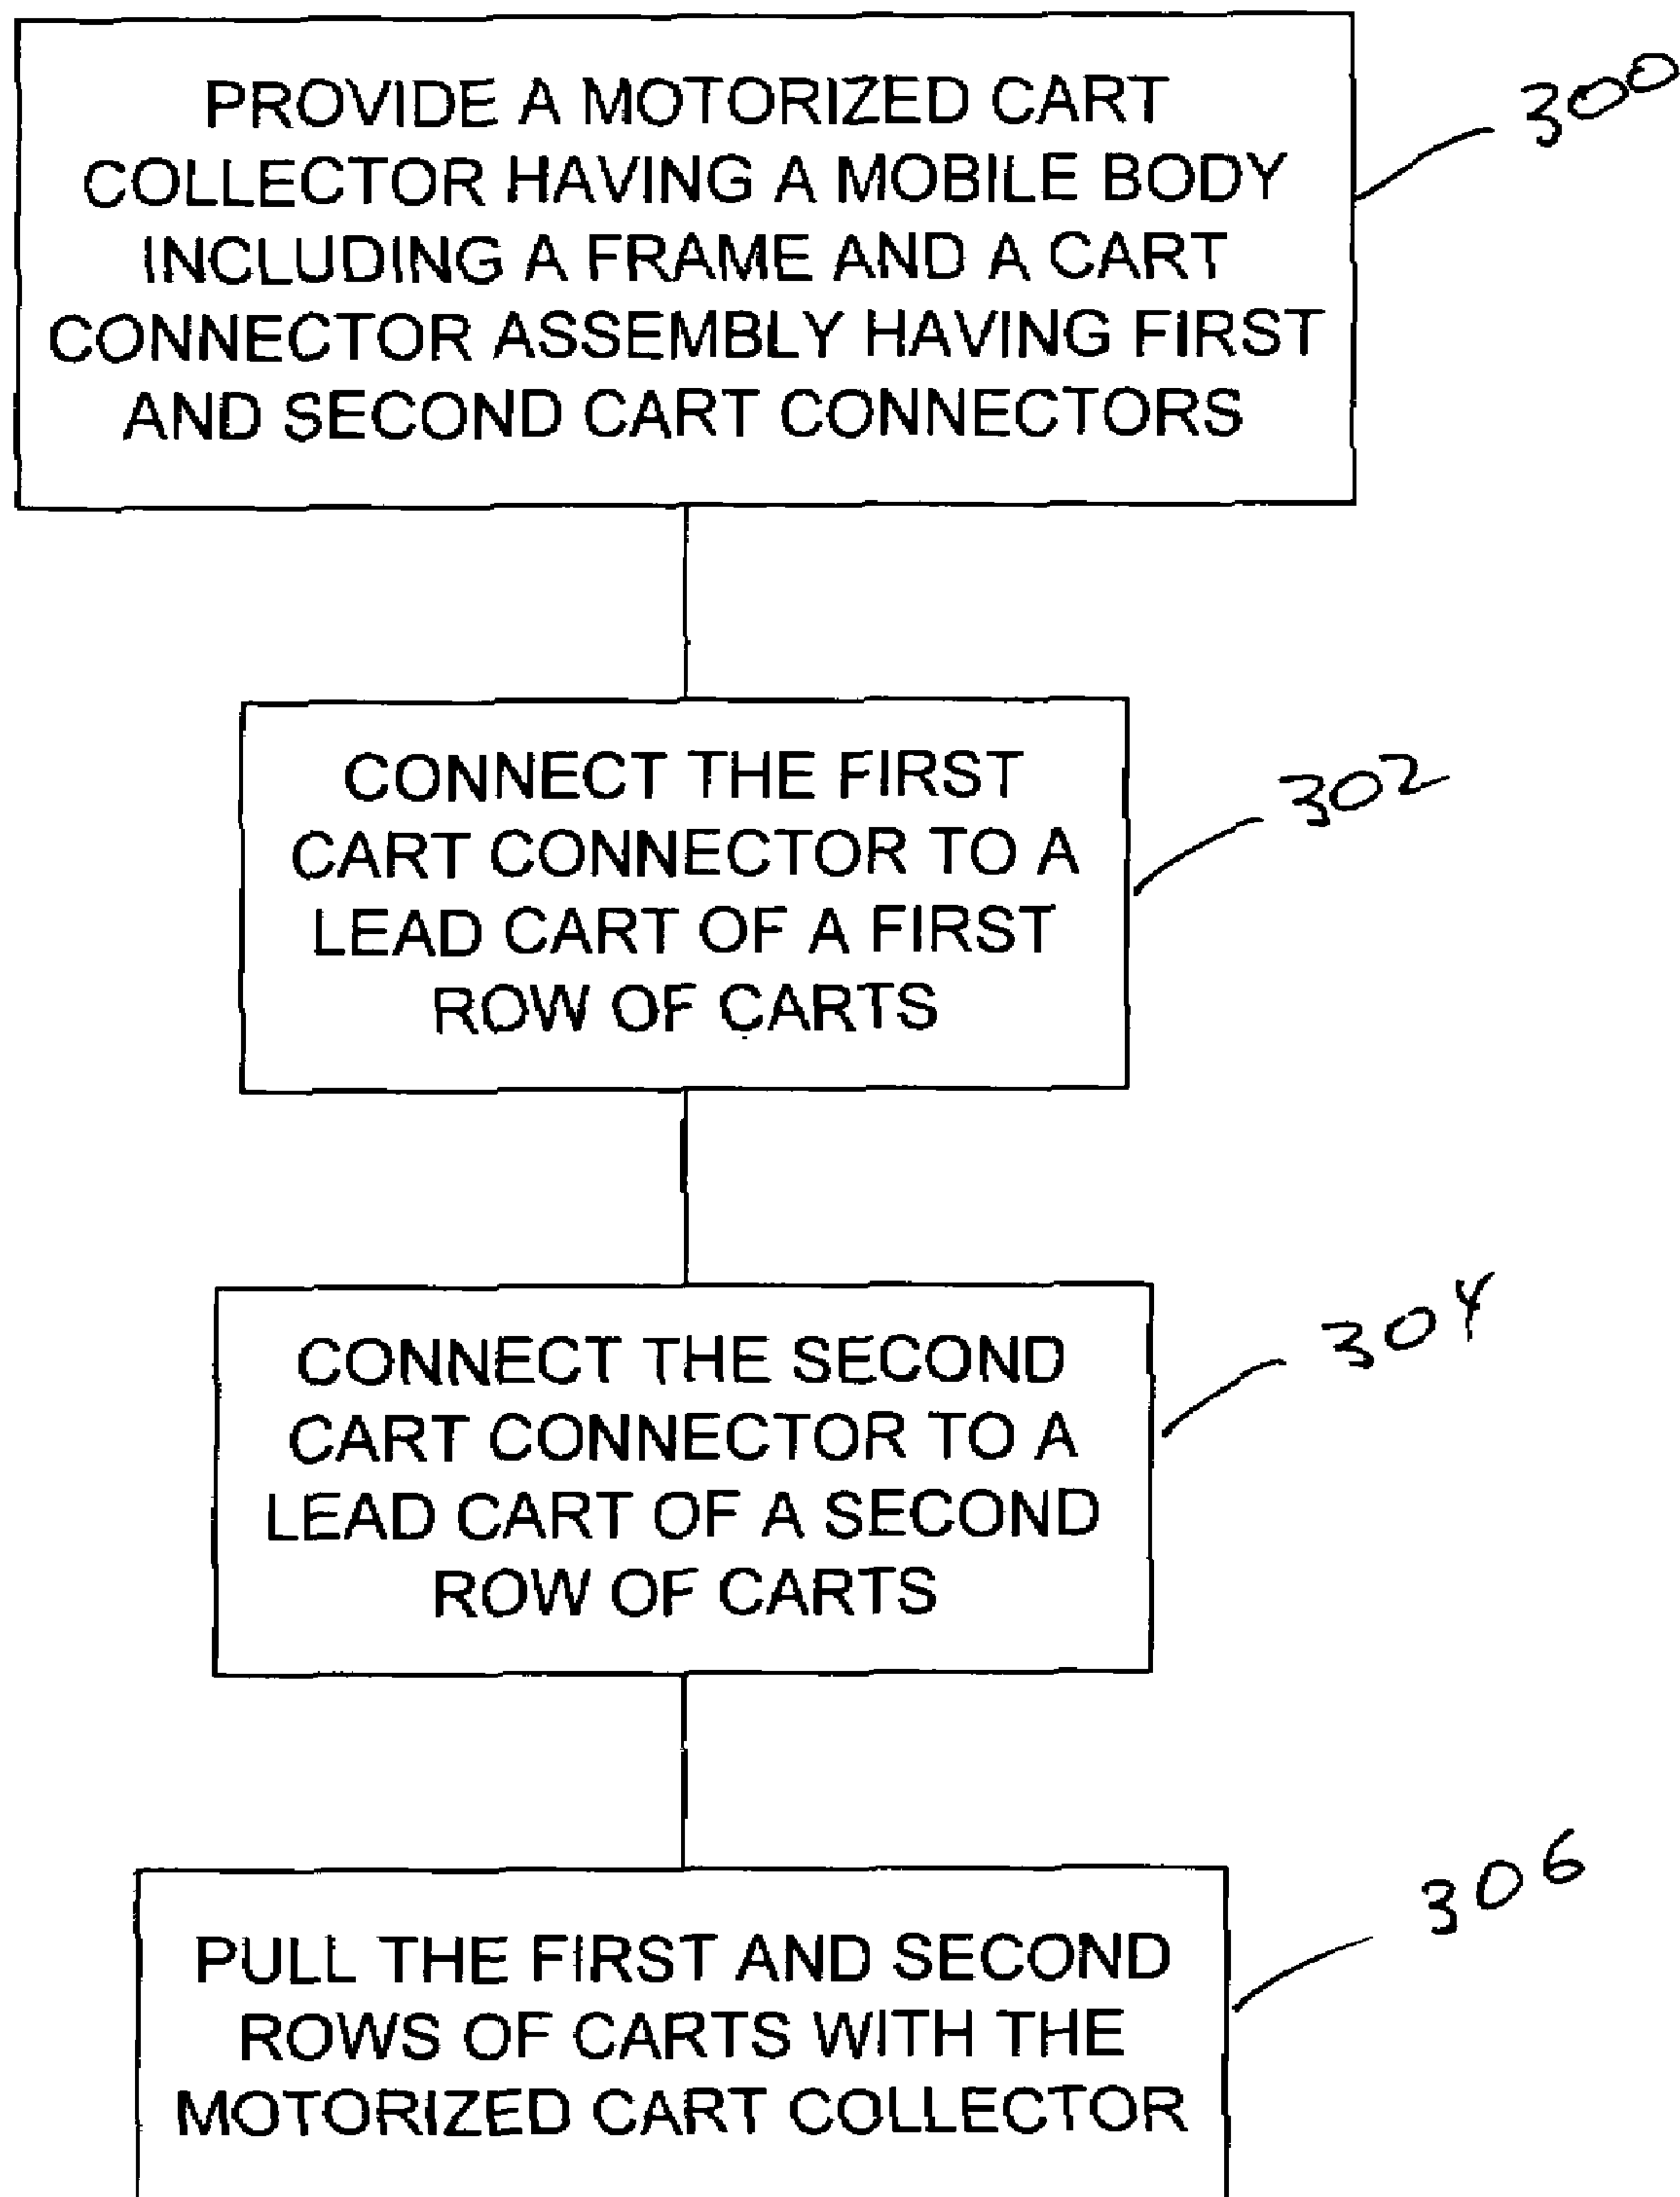 PROVIDE A MOTORIZED CART
COLLECTOR HAVING A MOBILE BODY
INCLUDING A FRAME AND A CART
CONNECTOR ASSEMBLY HAVING FIRST
AND SECOND CART CONNECTORS
300
CONNECT THE FIRST
CART CONNECTOR TO A
LEAD CART OF A FIRST
ROW OF CARTS
302
CONNECT THE SECOND
CART CONNECTOR TO A
LEAD CART OF A SECOND
ROW OF CARTS
304
PULL THE FIRST AND SECOND
ROWS OF CARTS WITH THE
MOTORIZED CART COLLECTOR
306